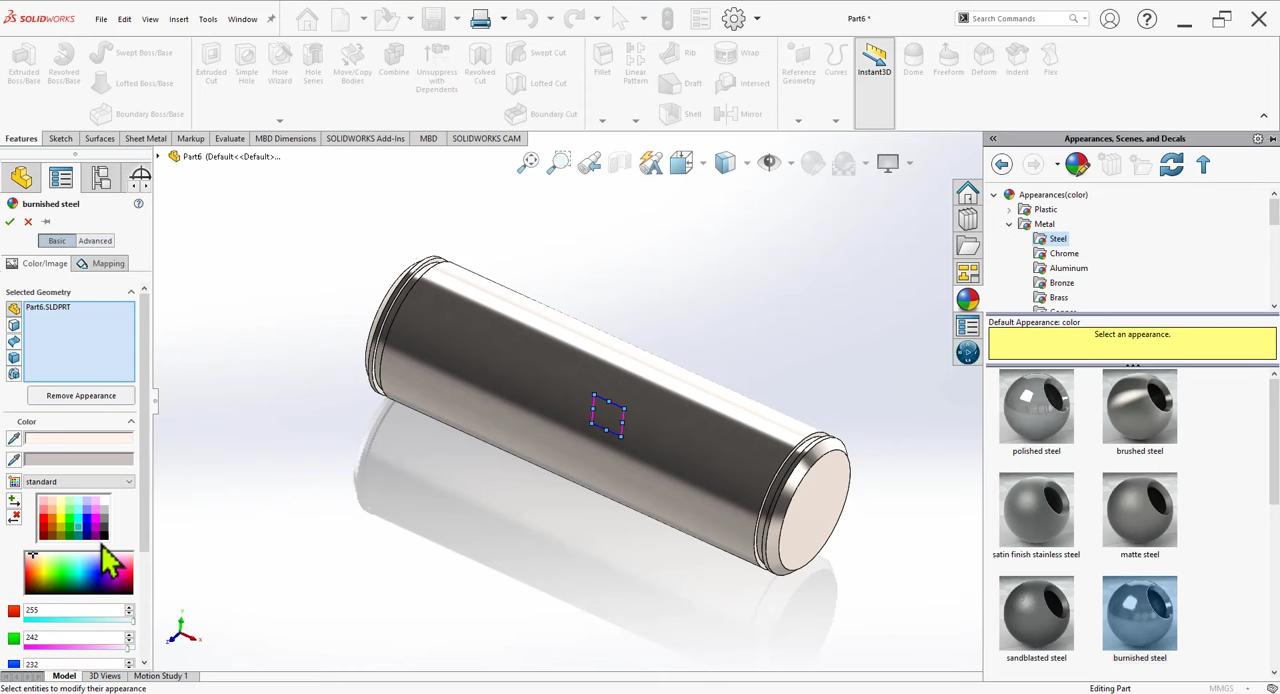 SOLIDWORKS File Edit View Insert Tools Window Part6 * Search Commands
Extruded Boss/Base
Revolved Boss/Base
Swept Boss/Base
Lofted Boss/Base
Boundary Boss/Base
Extruded Cut
Simple Hole
Hole Wizard
Hole Series
Move/Copy Bodies
Combine
Unsuppress with Dependents
Revolved Cut
Swept Cut
Lofted Cut
Boundary Cut
Fillet
Linear Pattern
Rib
Draft
Shell
Wrap
Intersect
Mirror
Reference Geometry
Curves
Instant3D
Dome
Freeform
Deform
Indent
Flex
Features Sketch Surfaces Sheet Metal Markup Evaluate MBD Dimensions SOLIDWORKS Add-Ins MBD SOLIDWORKS CAM
Part6 (Default<<Default>...
burnished steel
Basic Advanced
Color/Image Mapping
Selected Geometry
Part6.SLDPRT
Remove Appearance
Color
standard
255
242
232
Appearances, Scenes, and Decals
Appearances(color)
Plastic
Metal
Steel
Chrome
Aluminum
Bronze
Brass
Default Appearance: color
Select an appearance.
polished steel
brushed steel
satin finish stainless steel
matte steel
sandblasted steel
burnished steel
Y
X
Z
Model 3D Views Motion Study 1
Select entities to modify their appearance Editing Part MMGS